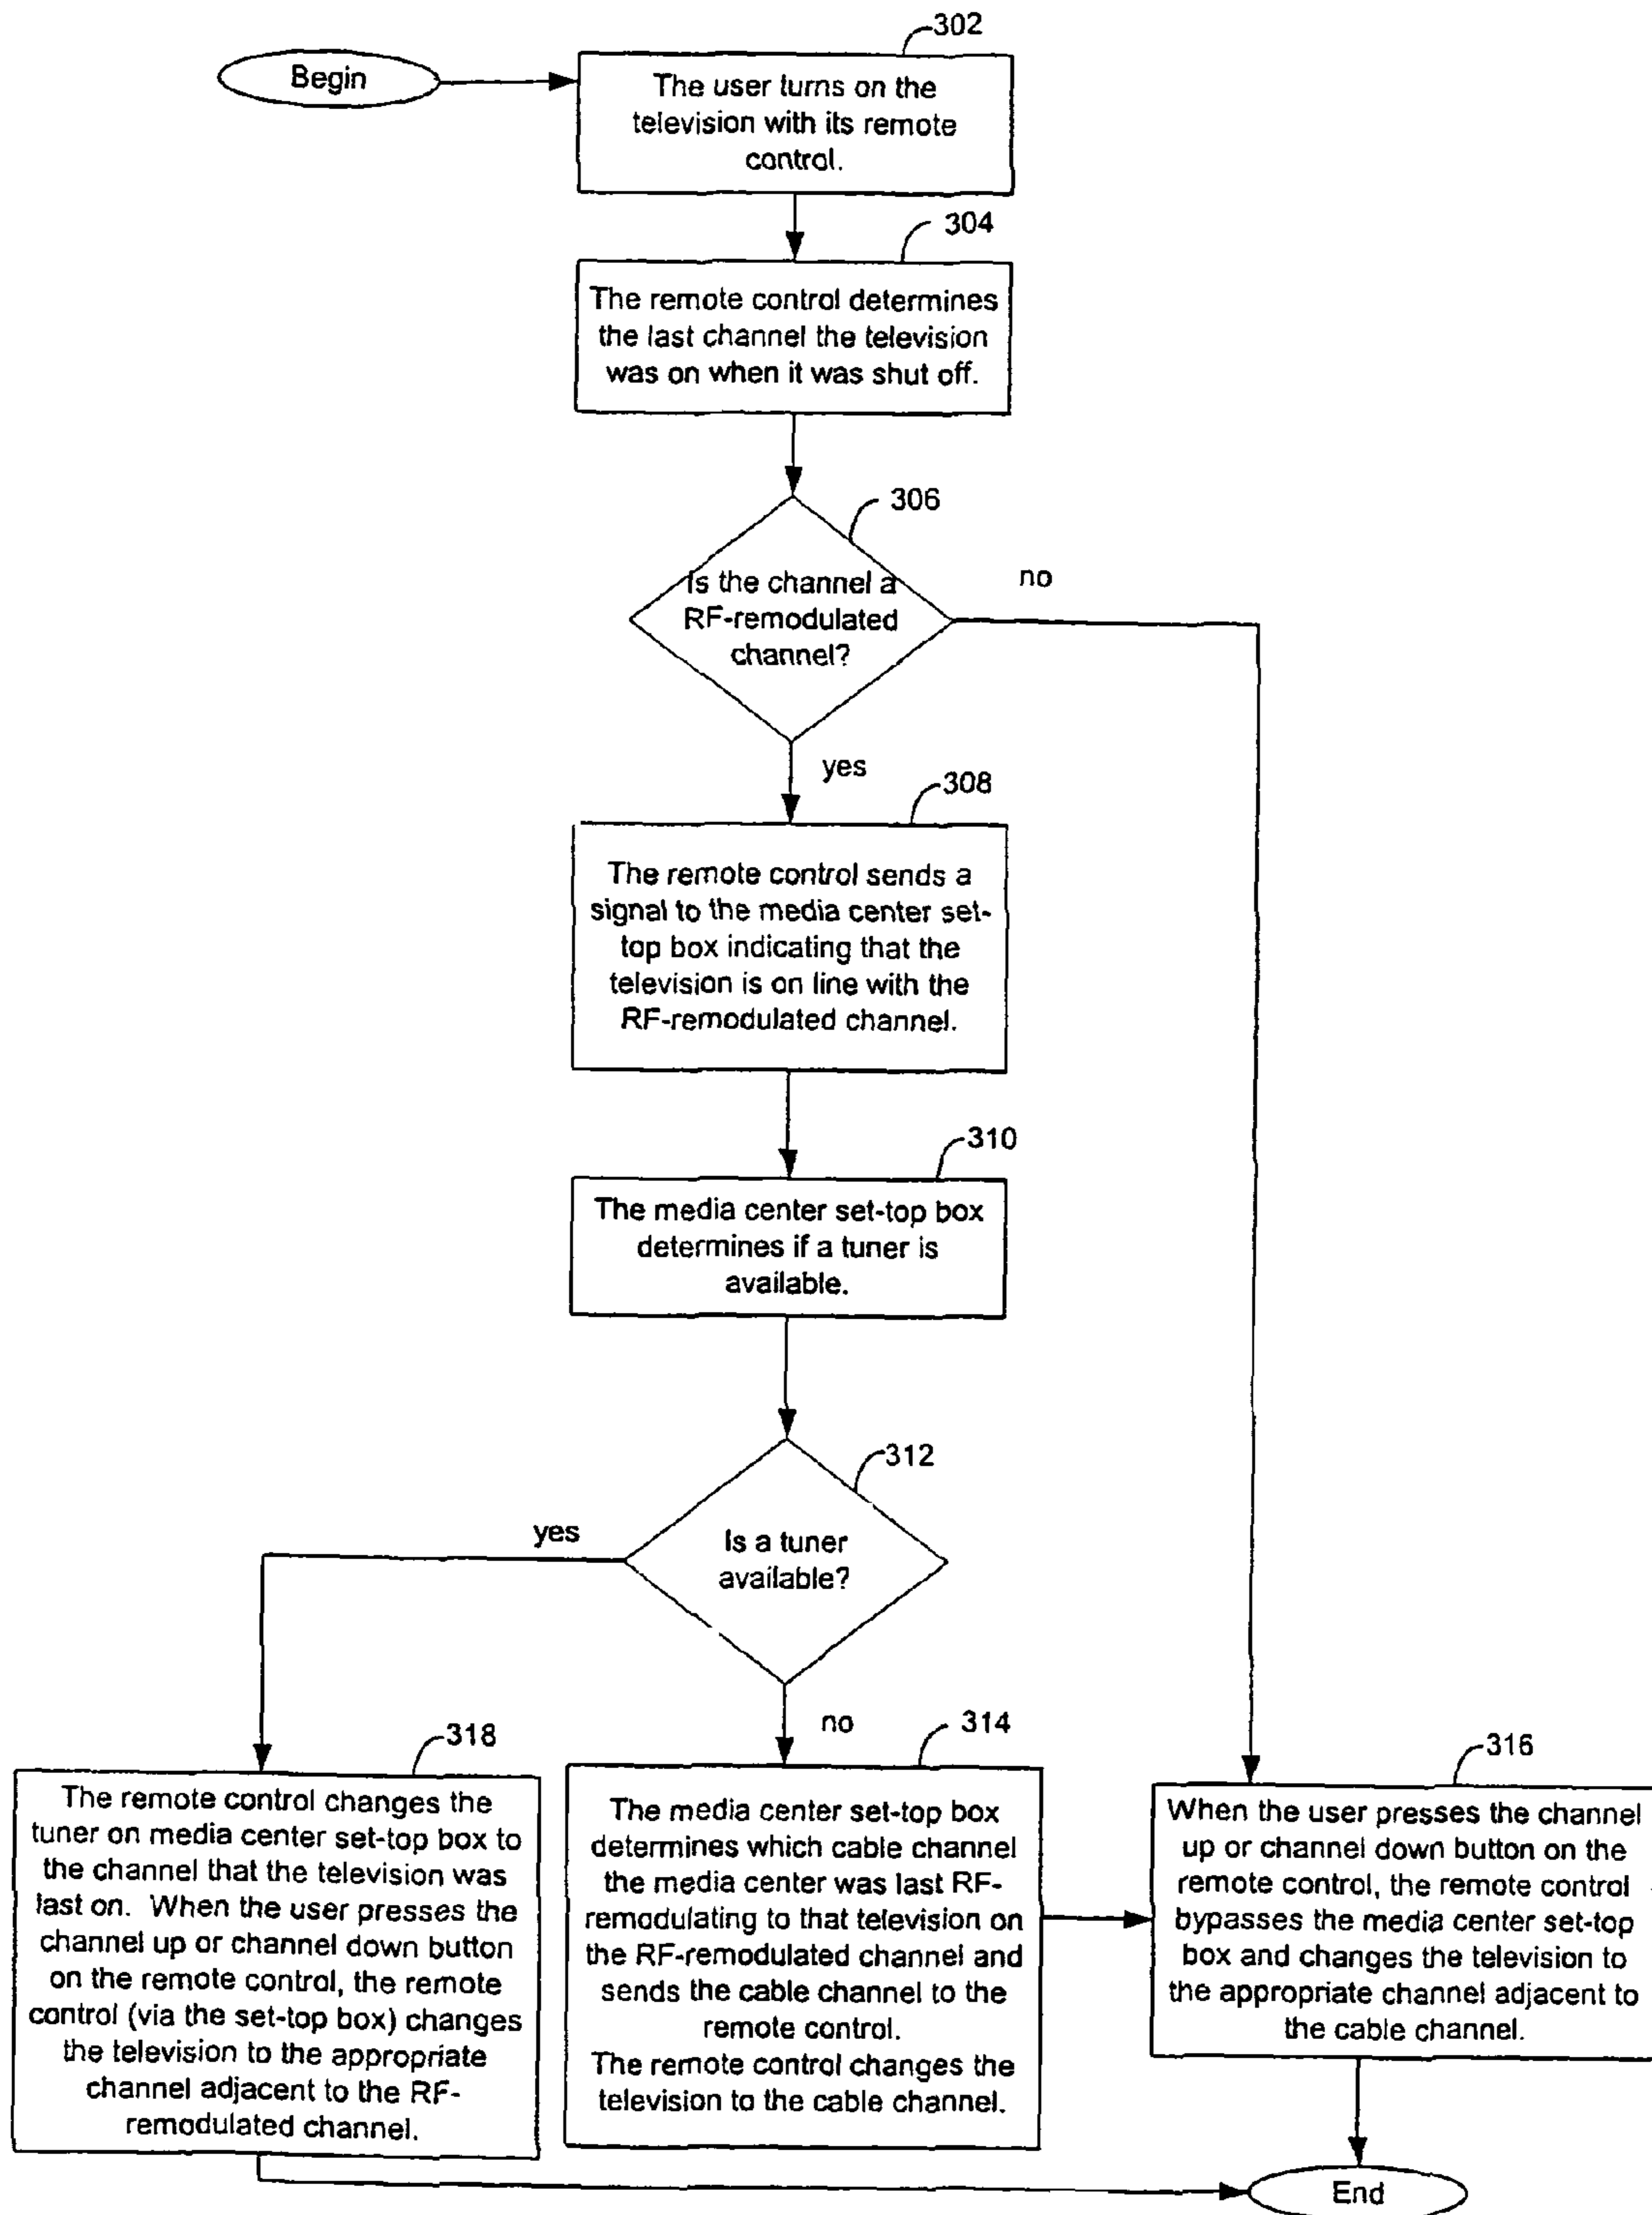 302
Begin
The user turns on the
television with its remote
control.
304
The remote control determines
the last channel the television
was on when it was shut off.
306
Is the channel a
RF-remodulated
channel?
no
yes
308
The remote control sends a
signal to the media center set-
top box indicating that the
television is on line with the
RF-remodulated channel.
310
The media center set-top box
determines if a tuner is
available.
312
Is a tuner
available?
yes
no
318
The remote control changes the
tuner on media center set-top box to
the channel that the television was
last on. When the user presses the
channel up or channel down button
on the remote control, the remote
control (via the set-top box) changes
the television to the appropriate
channel adjacent to the RF-
remodulated channel.
314
The media center set-top box
determines which cable channel
the media center was last RF-
remodulating to that television on
the RF-remodulated channel and
sends the cable channel to the
remote control.
The remote control changes the
television to the cable channel.
316
When the user presses the channel
up or channel down button on the
remote control, the remote control
bypasses the media center set-top
box and changes the television to
the appropriate channel adjacent to
the cable channel.
End